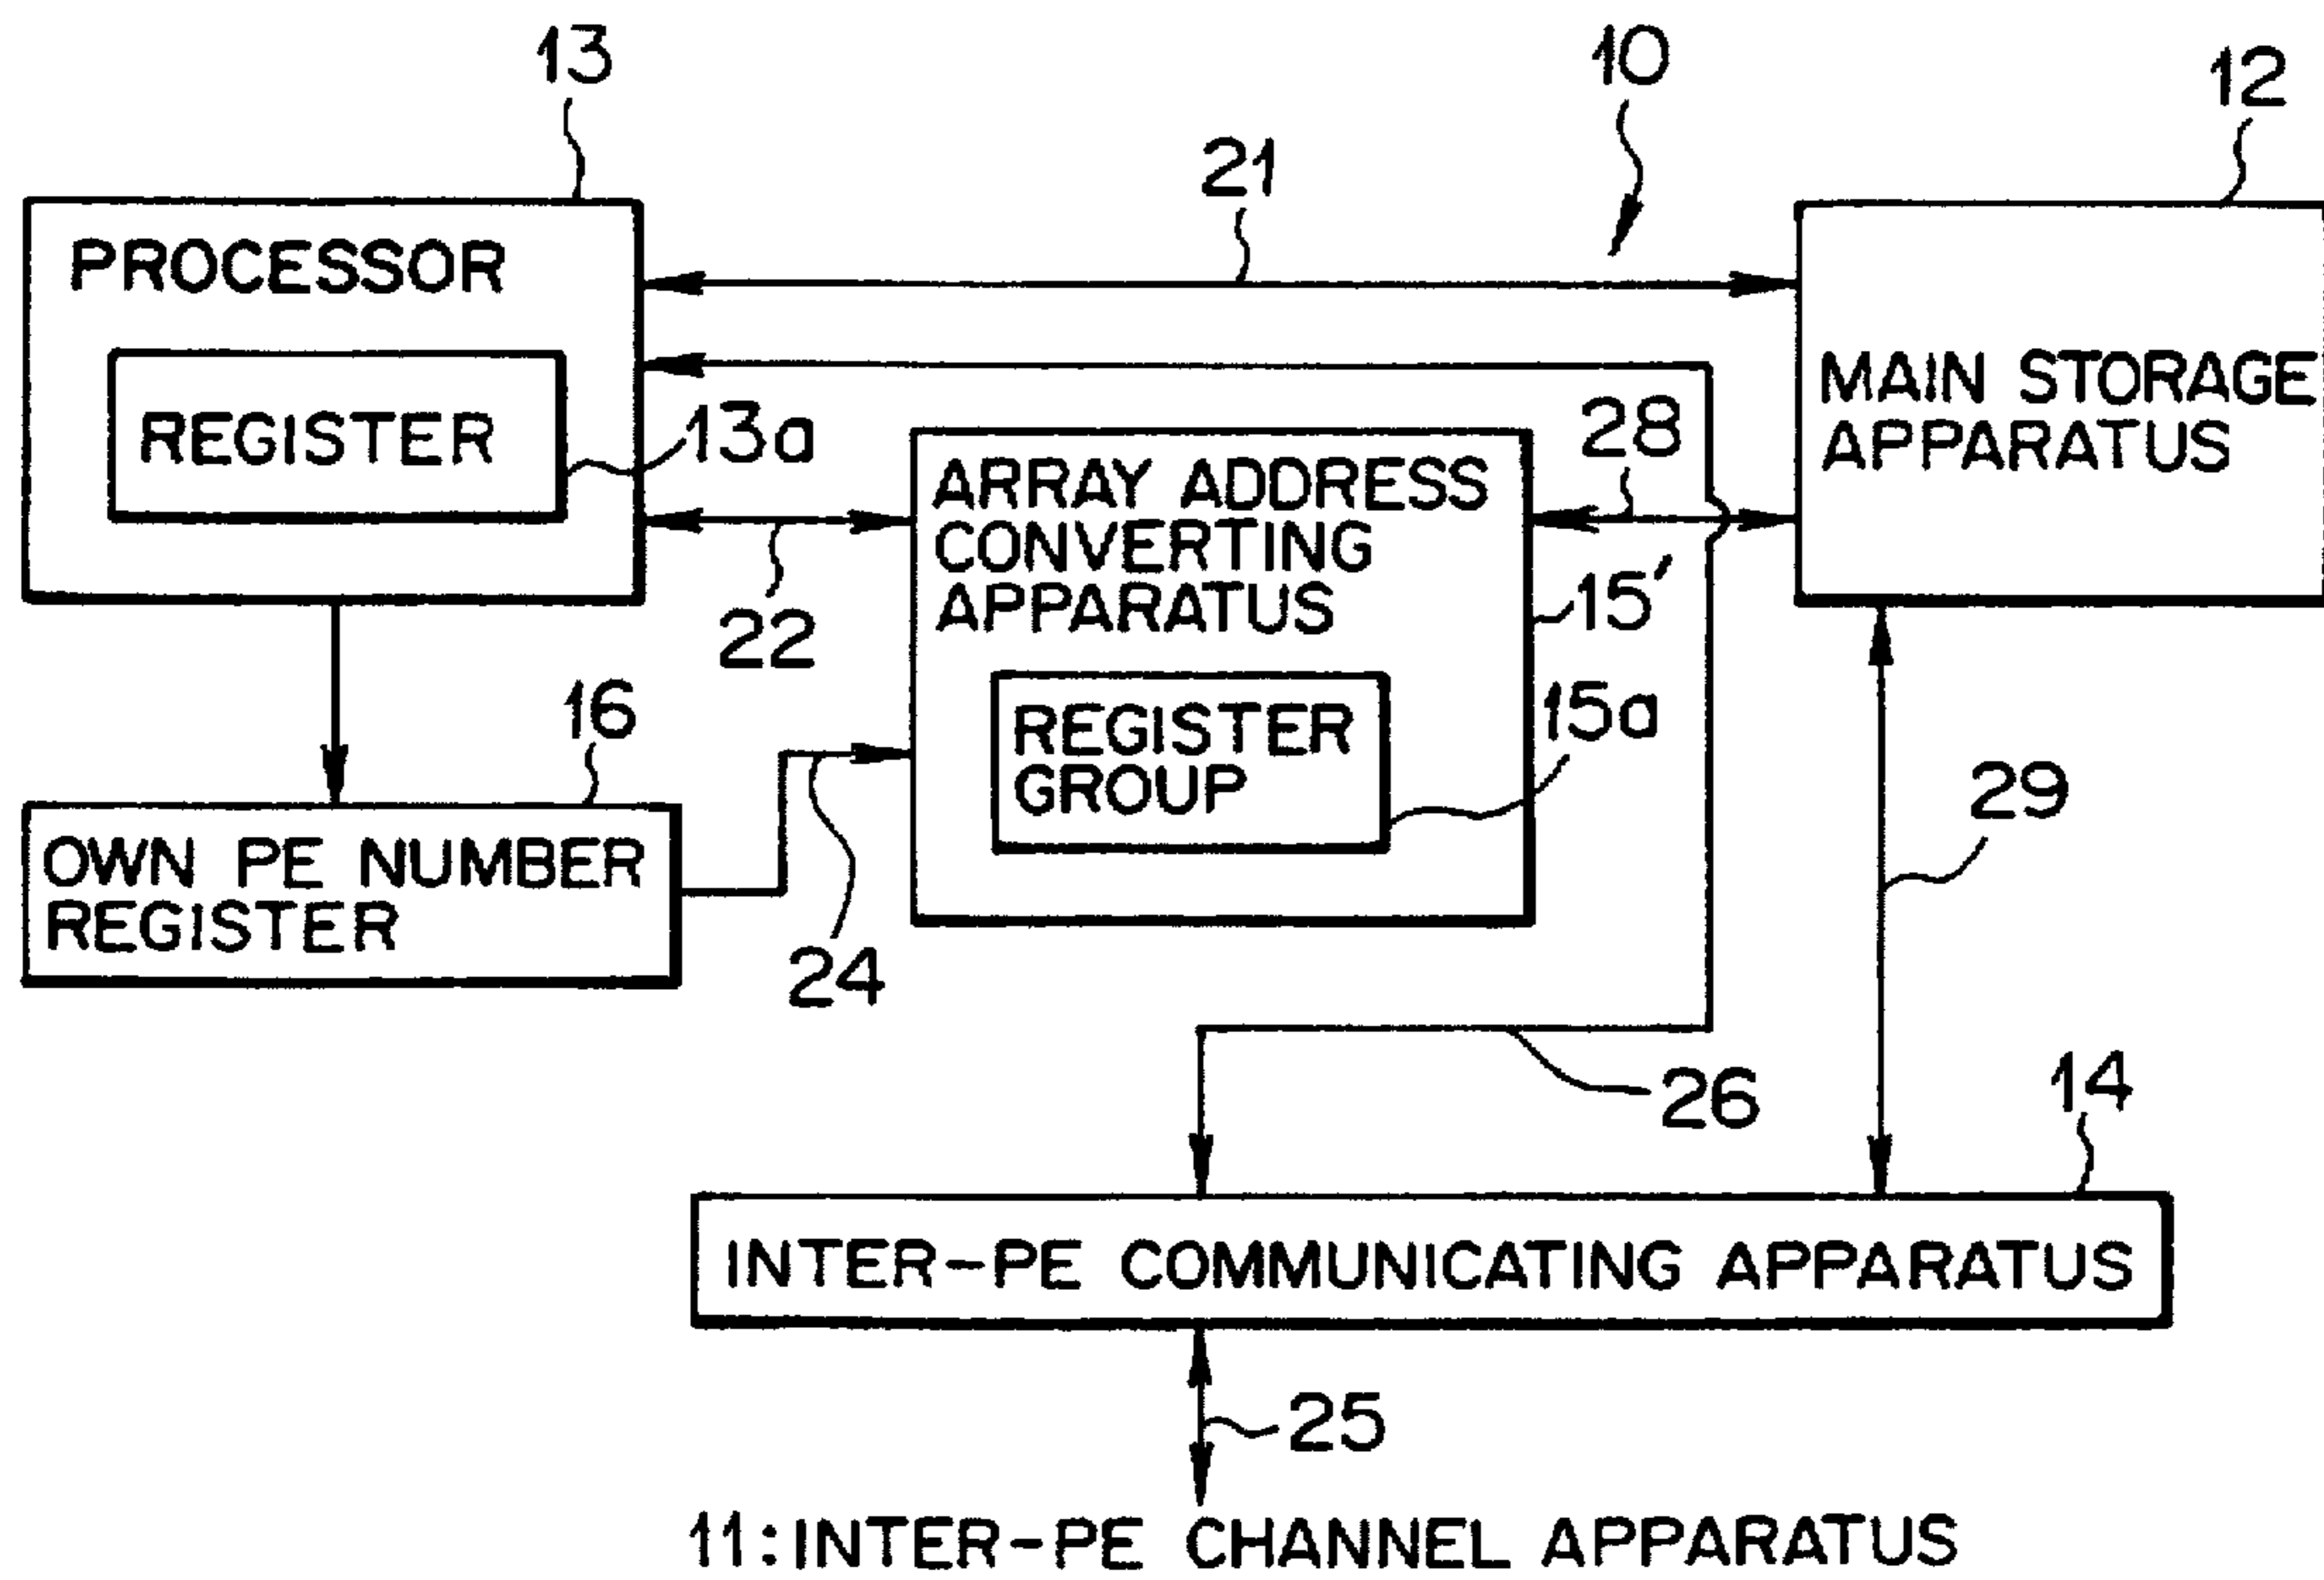 13
10
12
21
PROCESSOR
MAIN STORAGE
APPARATUS
REGISTER
13a
28
ARRAY ADDRESS
CONVERTING
APPARATUS
15'
22
REGISTER
GROUP
15a
16
29
OWN PE NUMBER
REGISTER
24
26
14
INTER-PE COMMUNICATING APPARATUS
25
11:INTER-PE CHANNEL APPARATUS